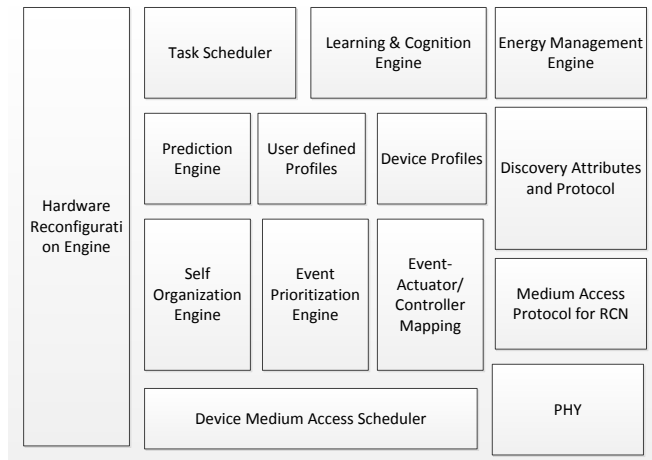 Hardware
Reconfigurati
on Engine
Task Scheduler
Learning & Cognition
Engine
Energy Management
Engine
Prediction
Engine
User defined
Profiles
Device Profiles
Discovery Attributes
and Protocol
Self
Organization
Engine
Event
Prioritization
Engine
Event-
Actuator/
Controller
Mapping
Medium Access
Protocol for RCN
Device Medium Access Scheduler
PHY